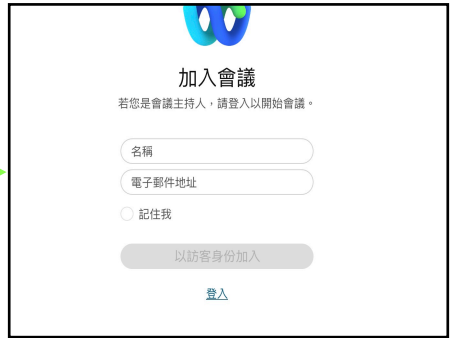 加入會議
若您是會議主持人，請登入以開始會議。
名稱
電子郵件地址
記住我
以訪客身份加入
登入